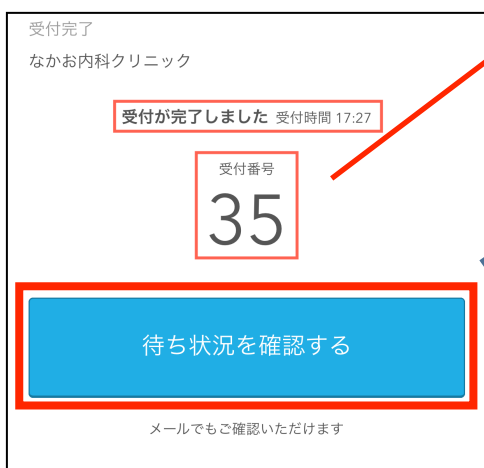 受付完了
なかお内科クリニック
受付が完了しました 受付時間 17:27
受付番号
35
待ち状況を確認する
メールでもご確認いただけます